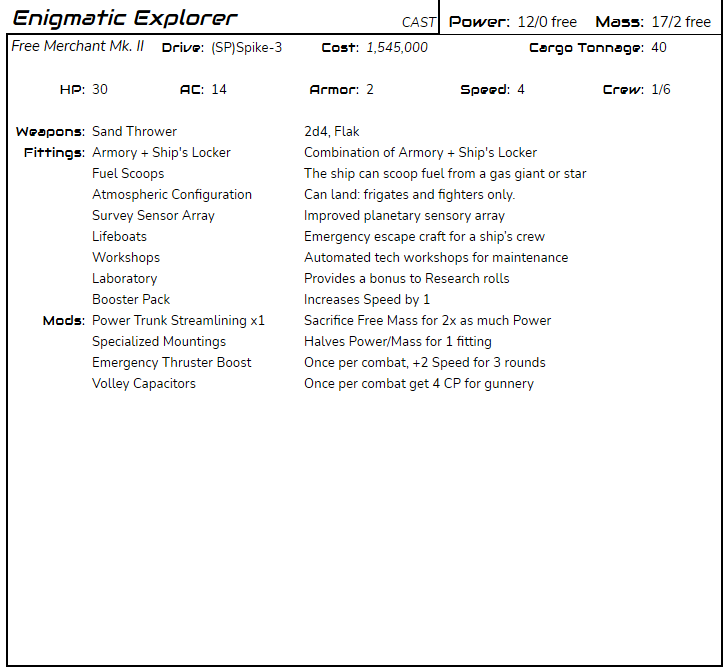 Enigmatic Explorer CAST Power: 12/0 free Mass: 17/2 free
Free Merchant Mk. II Drive: (SP)Spike-3 Cost: 1,545,000 Cargo Tonnage: 40
HP: 30 AC: 14 Armor: 2 Speed: 4 Crew: 1/6
Weapons: Sand Thrower 2d4, Flak
Fittings: Armory + Ship's Locker Combination of Armory + Ship's Locker
Fuel Scoops The ship can scoop fuel from a gas giant or star
Atmospheric Configuration Can land: frigates and fighters only.
Survey Sensor Array Improved planetary sensory array
Lifeboats Emergency escape craft for a ship's crew
Workshops Automated tech workshops for maintenance
Laboratory Provides a bonus to Research rolls
Booster Pack Increases Speed by 1
Mods: Power Trunk Streamlining x1 Sacrifice Free Mass for 2x as much Power
Specialized Mountings Halves Power/Mass for 1 fitting
Emergency Thruster Boost Once per combat, +2 Speed for 3 rounds
Volley Capacitors Once per combat get 4 CP for gunnery